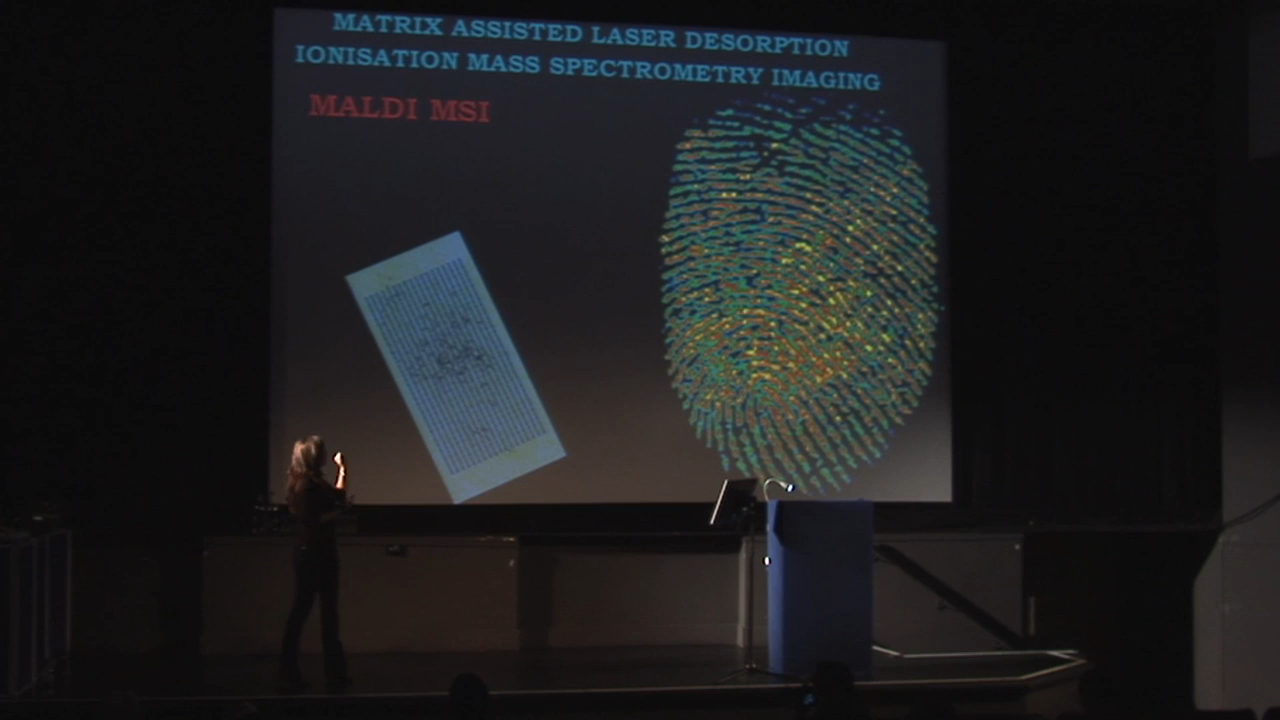 MATRIX ASSISTED LASER DESORPTION
IONISATION MASS SPECTROMETRY IMAGING
MALDI MSI